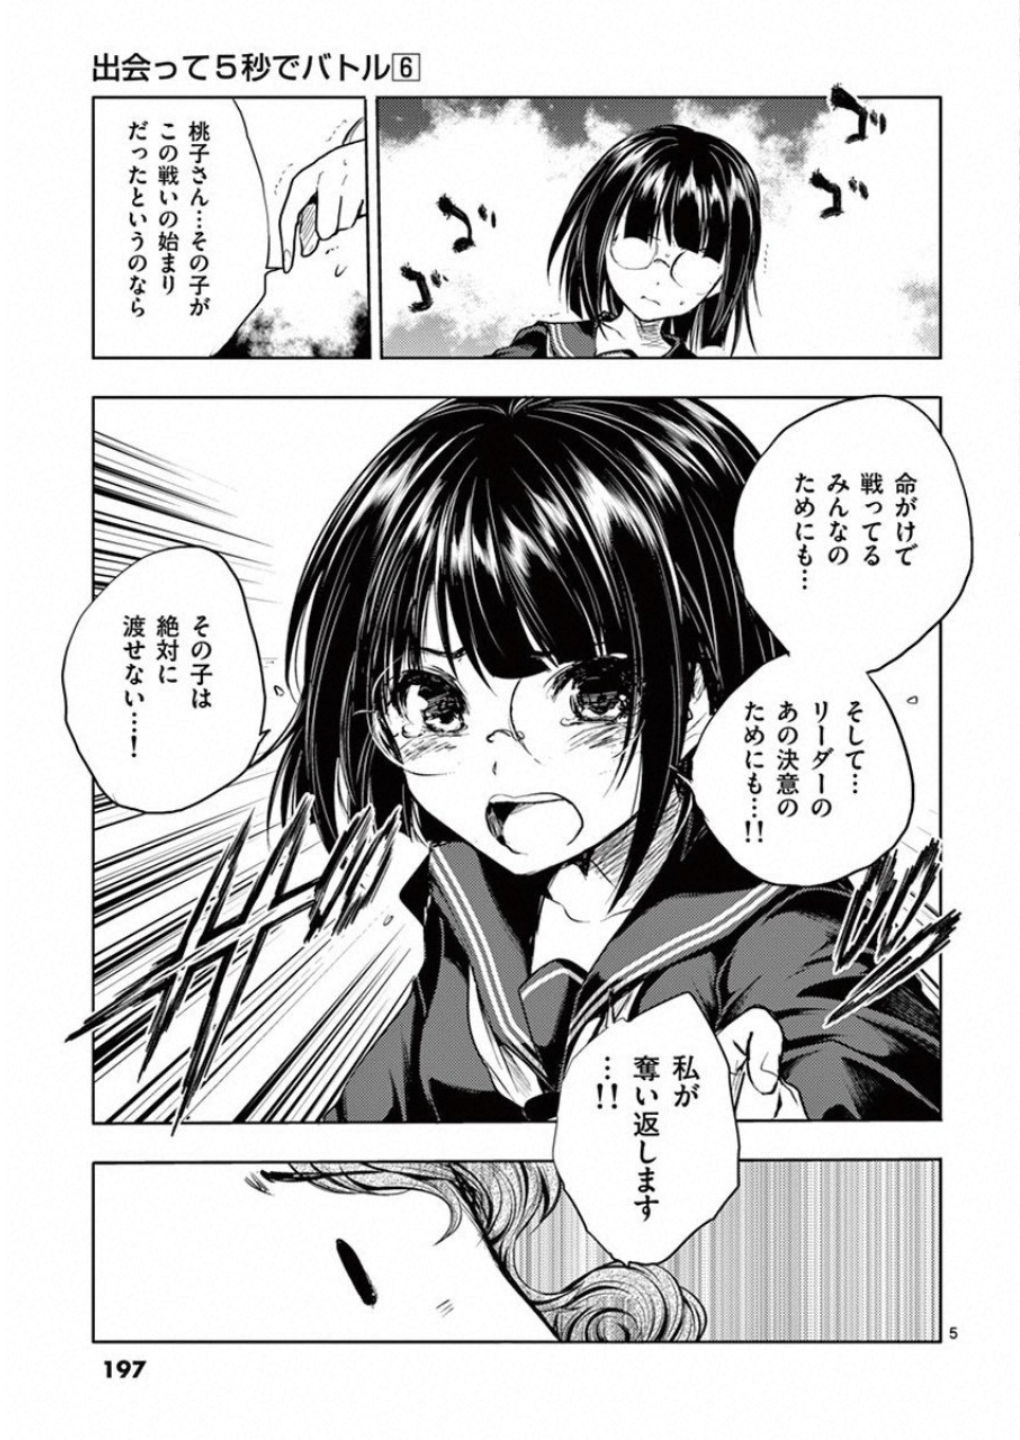 出会って5秒でバトル6
ゴゴ
ゴ
ゴ
ゴ
桃子さん…その子が
この戦いの始まり
だったというのなら
命がけで
戦ってる
みんなの
ためにも…
そして…
リーダーの
あの決意の
ためにも…!!
その子は
絶対に
渡せない…!
私が
奪い返します
…!!
5
197